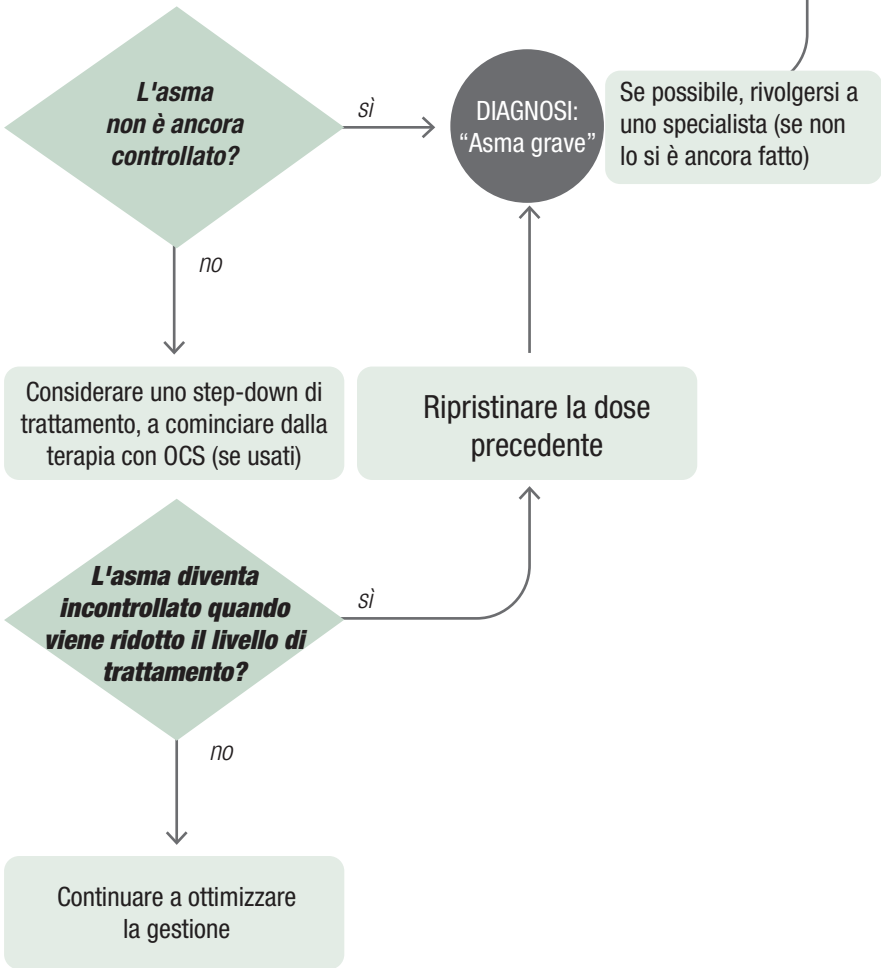 L'asma
non è ancora
controllato?
sì
DIAGNOSI:
“Asma grave”
Se possibile, rivolgersi a
uno specialista (se non
lo si è ancora fatto)
no
Considerare uno step-down di
trattamento, a cominciare dalla
terapia con OCS (se usati)
Ripristinare la dose
precedente
L'asma diventa
incontrollato quando
viene ridotto il livello di
trattamento?
sì
no
Continuare a ottimizzare
la gestione